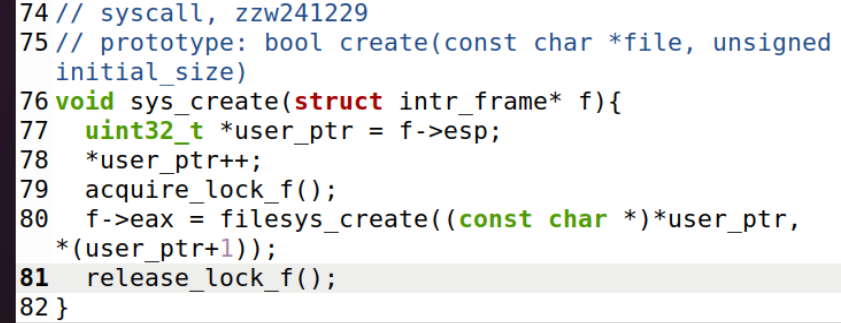 74 // syscall, zzw241229
75 // prototype: bool create(const char *file, unsigned
initial_size)
76 void sys_create(struct intr_frame* f){
77   uint32_t *user_ptr = f->esp;
78   *user_ptr++;
79   acquire_lock_f();
80   f->eax = filesys_create((const char *)*user_ptr,
*(user_ptr+1));
81   release_lock_f();
82 }